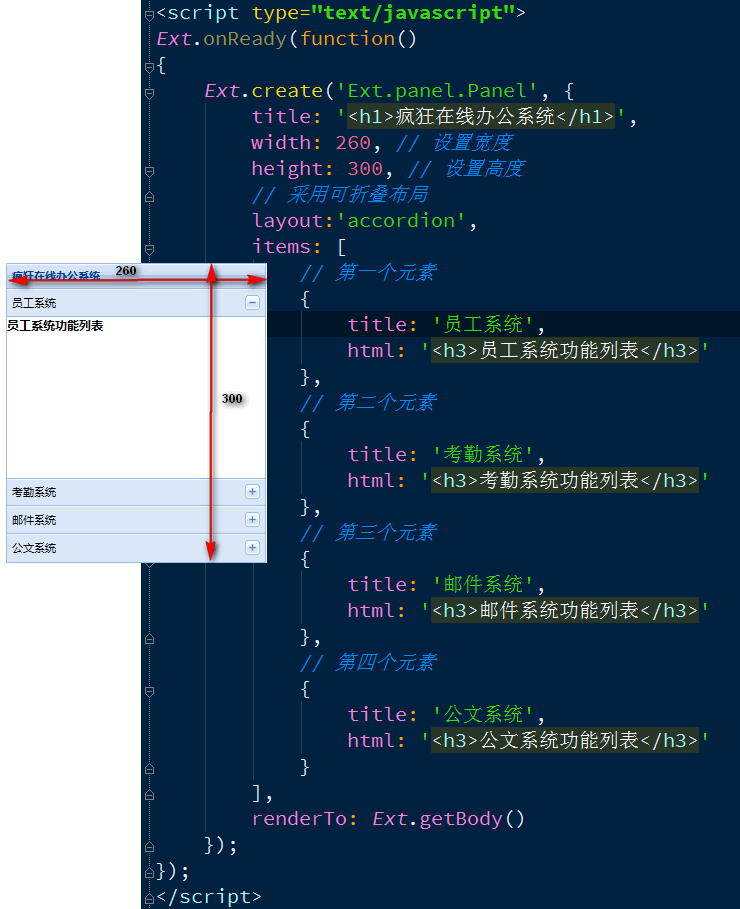 <script type="text/javascript">
Ext.onReady(function()
{
Ext.create('Ext.panel.Panel', {
title: '<h1>疯狂在线办公系统</h1>',
width: 260, // 设置宽度
height: 300, // 设置高度
// 采用可折叠布局
layout:'accordion',
items: [
// 第一个元素
{
title: '员工系统',
html: '<h3>员工系统功能列表</h3>'
},
// 第二个元素
{
title: '考勤系统',
html: '<h3>考勤系统功能列表</h3>'
},
// 第三个元素
{
title: '邮件系统',
html: '<h3>邮件系统功能列表</h3>'
},
// 第四个元素
{
title: '公文系统',
html: '<h3>公文系统功能列表</h3>'
}
],
renderTo: Ext.getBody()
});
});
</script>
疯狂在线办公系统
260
员工系统
员工系统功能列表
300
考勤系统
邮件系统
公文系统